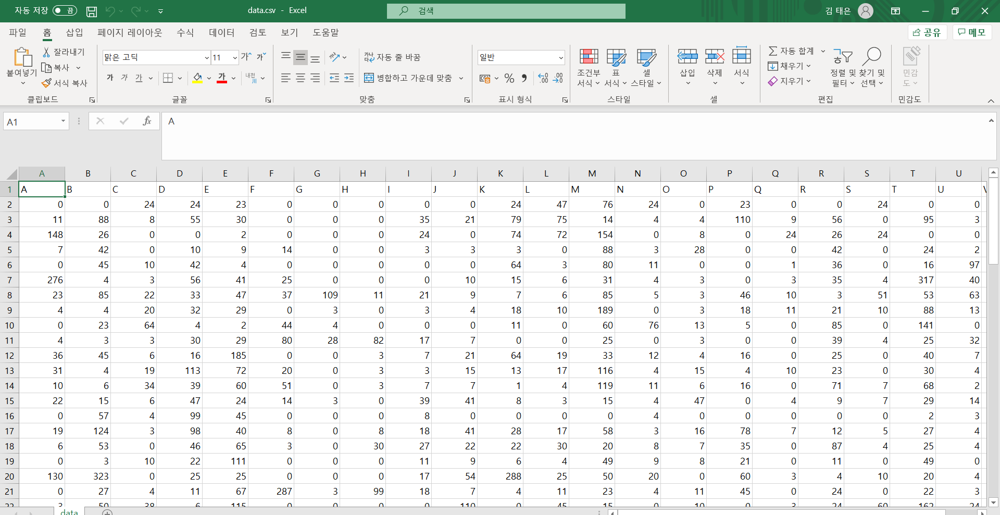 자동 저장 끔 data.csv - Excel 검색 김 태은
파일 홈 삽입 페이지 레이아웃 수식 데이터 검토 보기 도움말 공유 메모
붙여넣기 잘라내기 복사 서식 복사 클립보드
맑은 고딕 11 가 가
가 가 가 가 내천 川
글꼴
가나 라 자동 줄 바꿈
병합하고 가운데 맞춤
맞춤
일반
% 9 .00 .00
표시 형식
조건부 서식 표 서식 셀 스타일
스타일
삽입 삭제 서식
셀
자동 합계
채우기
지우기
정렬 및 필터 찾기 및 선택
편집
민감도
민감도
A1 fx A
A B C D E F G H I J K L M N O P Q R S T U
1 A B C D E F G H I J K L M N O P Q R S T U
2 0 0 24 24 23 0 0 0 0 0 24 47 76 24 0 23 0 0 24 0 0
3 11 88 8 55 30 0 0 0 35 21 79 75 14 4 4 110 9 56 0 95 3
4 148 26 0 0 2 0 0 0 24 0 74 72 154 0 8 0 24 26 24 0 0
5 7 42 0 10 9 14 0 0 3 3 3 0 88 3 28 0 0 42 0 24 2
6 0 45 10 42 4 0 0 0 0 0 64 3 80 11 0 0 1 36 0 16 97
7 276 4 3 56 41 25 0 0 0 10 15 6 31 4 3 0 3 35 4 317 40
8 23 85 22 33 47 37 109 11 21 9 7 6 85 5 3 46 10 3 51 53 63
9 4 4 20 32 29 0 3 0 3 4 18 10 189 0 3 18 11 21 10 88 13
10 0 23 64 4 2 44 4 0 0 0 11 0 60 76 13 5 0 85 0 141 0
11 4 3 3 30 29 80 28 82 17 7 0 0 25 0 3 0 0 39 4 25 32
12 36 45 6 16 185 0 0 3 7 21 64 19 33 12 4 16 0 25 0 40 7
13 31 4 19 113 72 20 0 3 3 15 13 17 116 4 15 4 10 23 0 30 4
14 10 6 34 39 60 51 0 3 7 7 1 4 119 11 6 16 0 71 7 68 2
15 22 15 6 47 24 14 3 0 39 41 8 3 15 4 47 0 4 9 7 29 14
16 0 57 4 99 45 0 0 0 8 0 0 0 0 4 0 0 0 0 0 2 3
17 19 124 3 98 40 8 0 8 18 41 28 17 58 3 16 78 7 12 5 27 4
18 6 53 0 46 65 3 0 30 27 22 22 30 20 8 7 35 0 87 4 25 4
19 0 3 10 22 111 0 0 0 11 9 6 4 49 9 8 21 0 11 0 49 0
20 130 323 0 25 25 0 0 0 17 54 288 25 50 20 0 60 3 4 10 20 4
21 0 27 4 11 67 287 3 99 18 7 4 11 23 4 11 45 0 24 0 22 3
22 3 50 38 6 115 0 0 0 0 110 0 45 15 0 10 0 3 24 60 162 24
data